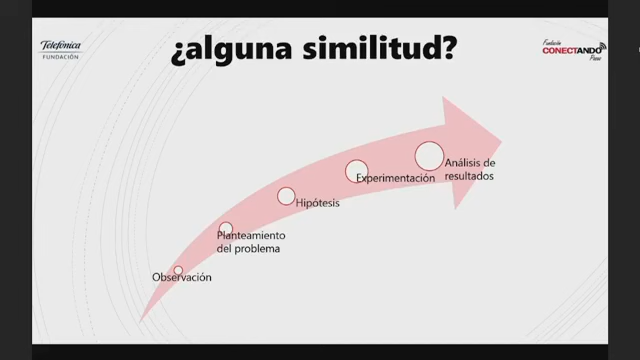 Telefónica
FUNDACIÓN
¿alguna similitud?
Fundación
CONECTANDO
Observación
Planteamiento
del problema
Hipótesis
Experimentación
Análisis de
resultados